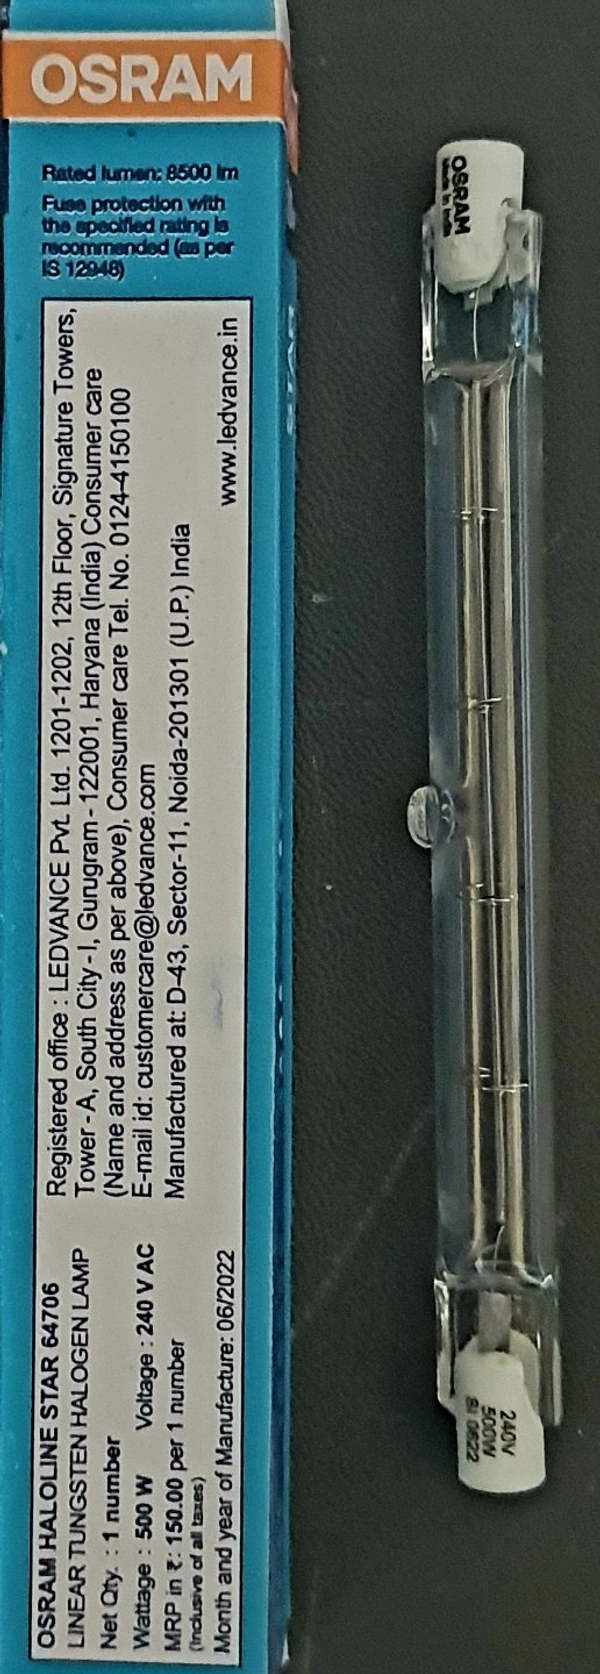 OSRAM
Rated lumen: 8500 lm
Fuse protection with
the specified rating is
recommended (as per
IS 12948)
OSRAM HALOLINE STAR 64706
LINEAR TUNGSTEN HALOGEN LAMP
Net Qty. : 1 number
Wattage : 500 W Voltage : 240 V AC
MRP in ₹: 150.00 per 1 number
(Inclusive of all taxes)
Month and year of Manufacture: 06/2022
Registered office : LEDVANCE Pvt. Ltd. 1201-1202, 12th Floor, Signature Towers,
Tower - A, South City - I, Gurugram - 122001, Haryana (India) Consumer care
(Name and address as per above), Consumer care Tel. No. 0124-4150100
E-mail id: customercare@ledvance.com
Manufactured at: D-43, Sector-11, Noida-201301 (U.P.) India
www.ledvance.in
OSRAM
Made in India
240V
500W
0622